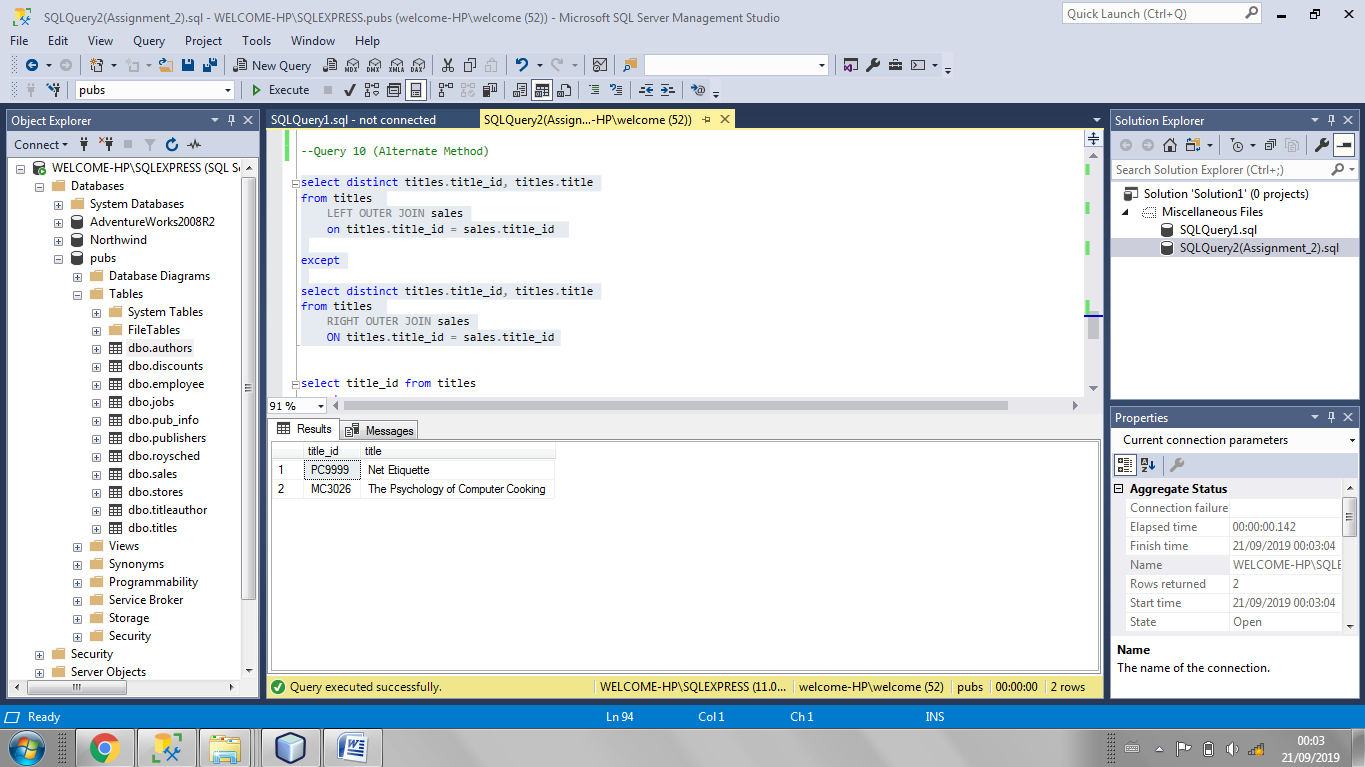 SQLQuery2(Assignment_2).sql - WELCOME-HP\SQLEXPRESS.pubs (welcome-HP\welcome (52)) - Microsoft SQL Server Management Studio
Quick Launch (Ctrl+Q)
File Edit View Query Project Tools Window Help
New Query MDX DMX XMLA DAX
pubs Execute
Object Explorer
Connect
WELCOME-HP\SQLEXPRESS (SQL S
Databases
System Databases
AdventureWorks2008R2
Northwind
pubs
Database Diagrams
Tables
System Tables
FileTables
dbo.authors
dbo.discounts
dbo.employee
dbo.jobs
dbo.pub_info
dbo.publishers
dbo.roysched
dbo.sales
dbo.stores
dbo.titleauthor
dbo.titles
Views
Synonyms
Programmability
Service Broker
Storage
Security
Security
Server Objects
SQLQuery1.sql - not connected
SQLQuery2(Assign...-HP\welcome (52))
--Query 10 (Alternate Method)
select distinct titles.title_id, titles.title
from titles
LEFT OUTER JOIN sales
on titles.title_id = sales.title_id
except
select distinct titles.title_id, titles.title
from titles
RIGHT OUTER JOIN sales
ON titles.title_id = sales.title_id
select title_id from titles
91 %
Results Messages
title_id title
1 PC9999 Net Etiquette
2 MC3026 The Psychology of Computer Cooking
Query executed successfully.
WELCOME-HP\SQLEXPRESS (11.0... welcome-HP\welcome (52) pubs 00:00:00 2 rows
Solution Explorer
Search Solution Explorer (Ctrl+;)
Solution 'Solution1' (0 projects)
Miscellaneous Files
SQLQuery1.sql
SQLQuery2(Assignment_2).sql
Properties
Current connection parameters
Aggregate Status
Connection failure
Elapsed time 00:00:00.142
Finish time 21/09/2019 00:03:04
Name WELCOME-HP\SQLE
Rows returned 2
Start time 21/09/2019 00:03:04
State Open
Name
The name of the connection.
Ready Ln 94 Col 1 Ch 1 INS
00:03
21/09/2019